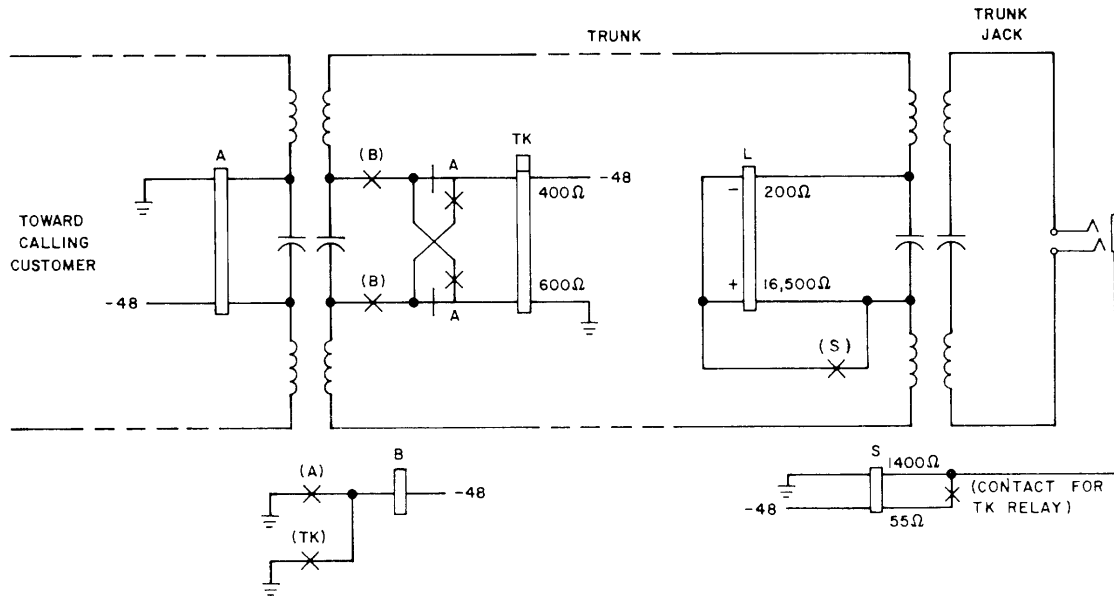 TRUNK
TRUNK
JACK
TK
(B)
A
A
L
-48
400Ω
-
200Ω
TOWARD
CALLING
CUSTOMER
-48
600Ω
+
16,500Ω
(B)
A
(S)
B
S
1400Ω
(A)
-48
(CONTACT FOR
TK RELAY)
-48
55Ω
(TK)